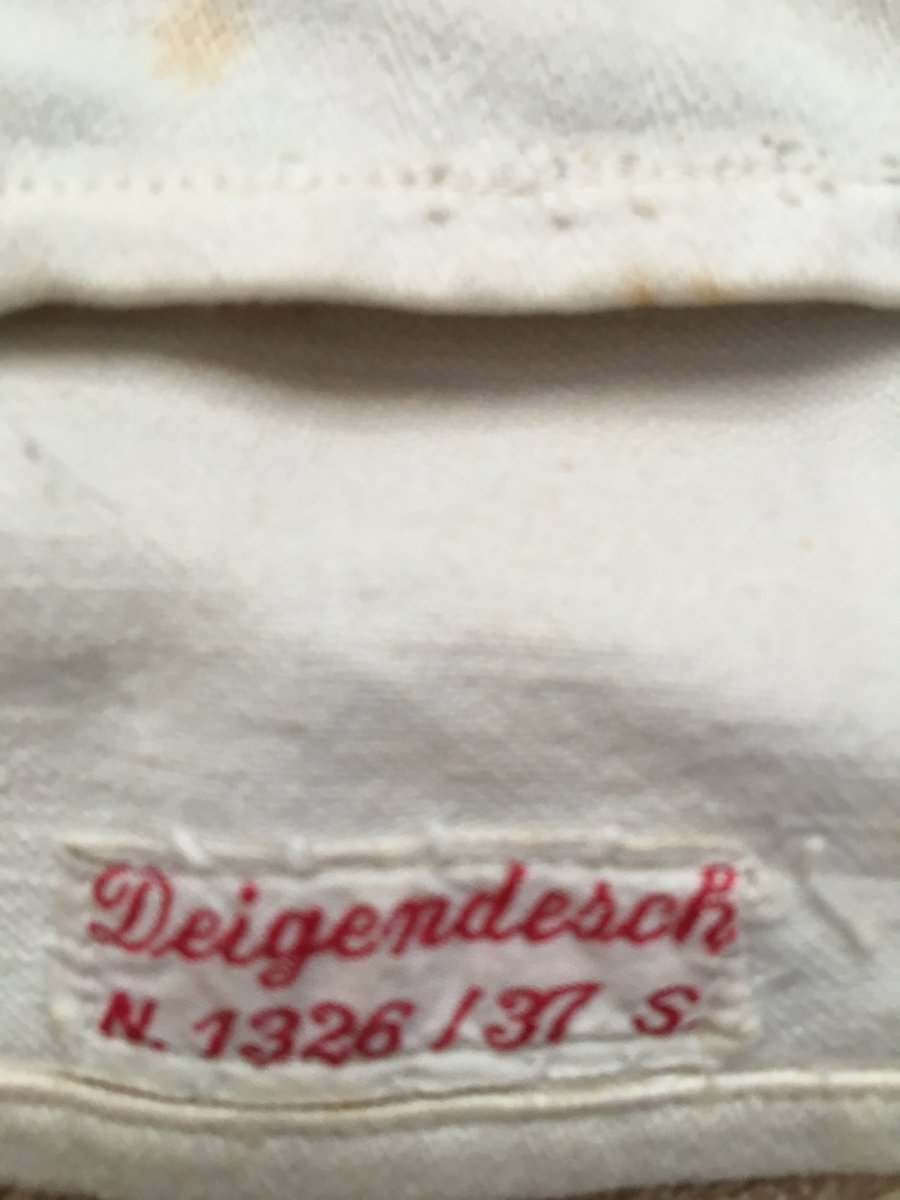 Deigendesch
N. 1326 / 37 S.